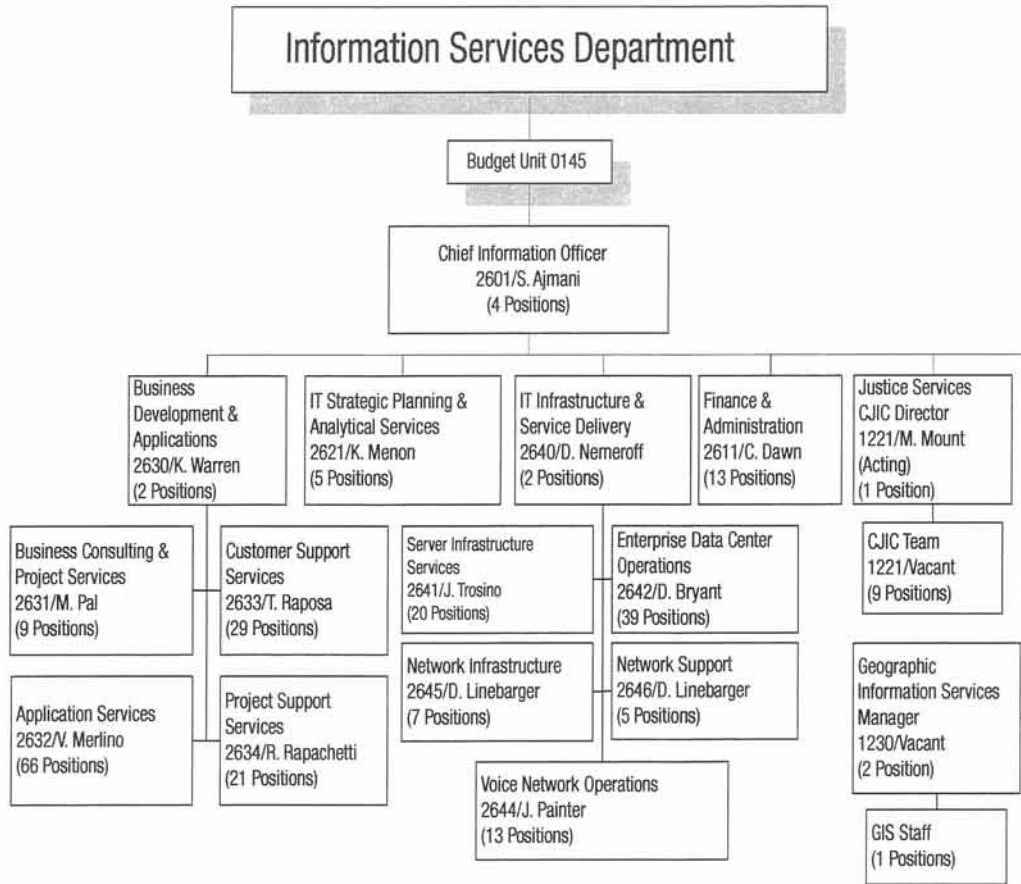 Information Services Department
Budget Unit 0145
Chief Information Officer
2601/S. Ajmani
(4 Positions)
Business
Development &
Applications
2630/K. Warren
(2 Positions)
IT Strategic Planning &
Analytical Services
2621/K. Menon
(5 Positions)
IT Infrastructure &
Service Delivery
2640/D. Nemeroff
(2 Positions)
Finance &
Administration
2611/C. Dawn
(13 Positions)
Justice Services
CJIC Director
1221/M. Mount
(Acting)
(1 Position)
Business Consulting &
Project Services
2631/M. Pal
(9 Positions)
Customer Support
Services
2633/T. Raposa
(29 Positions)
Server Infrastructure
Services
2641/J. Trosino
(20 Positions)
Enterprise Data Center
Operations
2642/D. Bryant
(39 Positions)
CJIC Team
1221/Vacant
(9 Positions)
Application Services
2632/V. Merlino
(66 Positions)
Project Support
Services
2634/R. Rapachetti
(21 Positions)
Network Infrastructure
2645/D. Linebarger
(7 Positions)
Network Support
2646/D. Linebarger
(5 Positions)
Geographic
Information Services
Manager
1230/Vacant
(2 Position)
Voice Network Operations
2644/J. Painter
(13 Positions)
GIS Staff
(1 Positions)